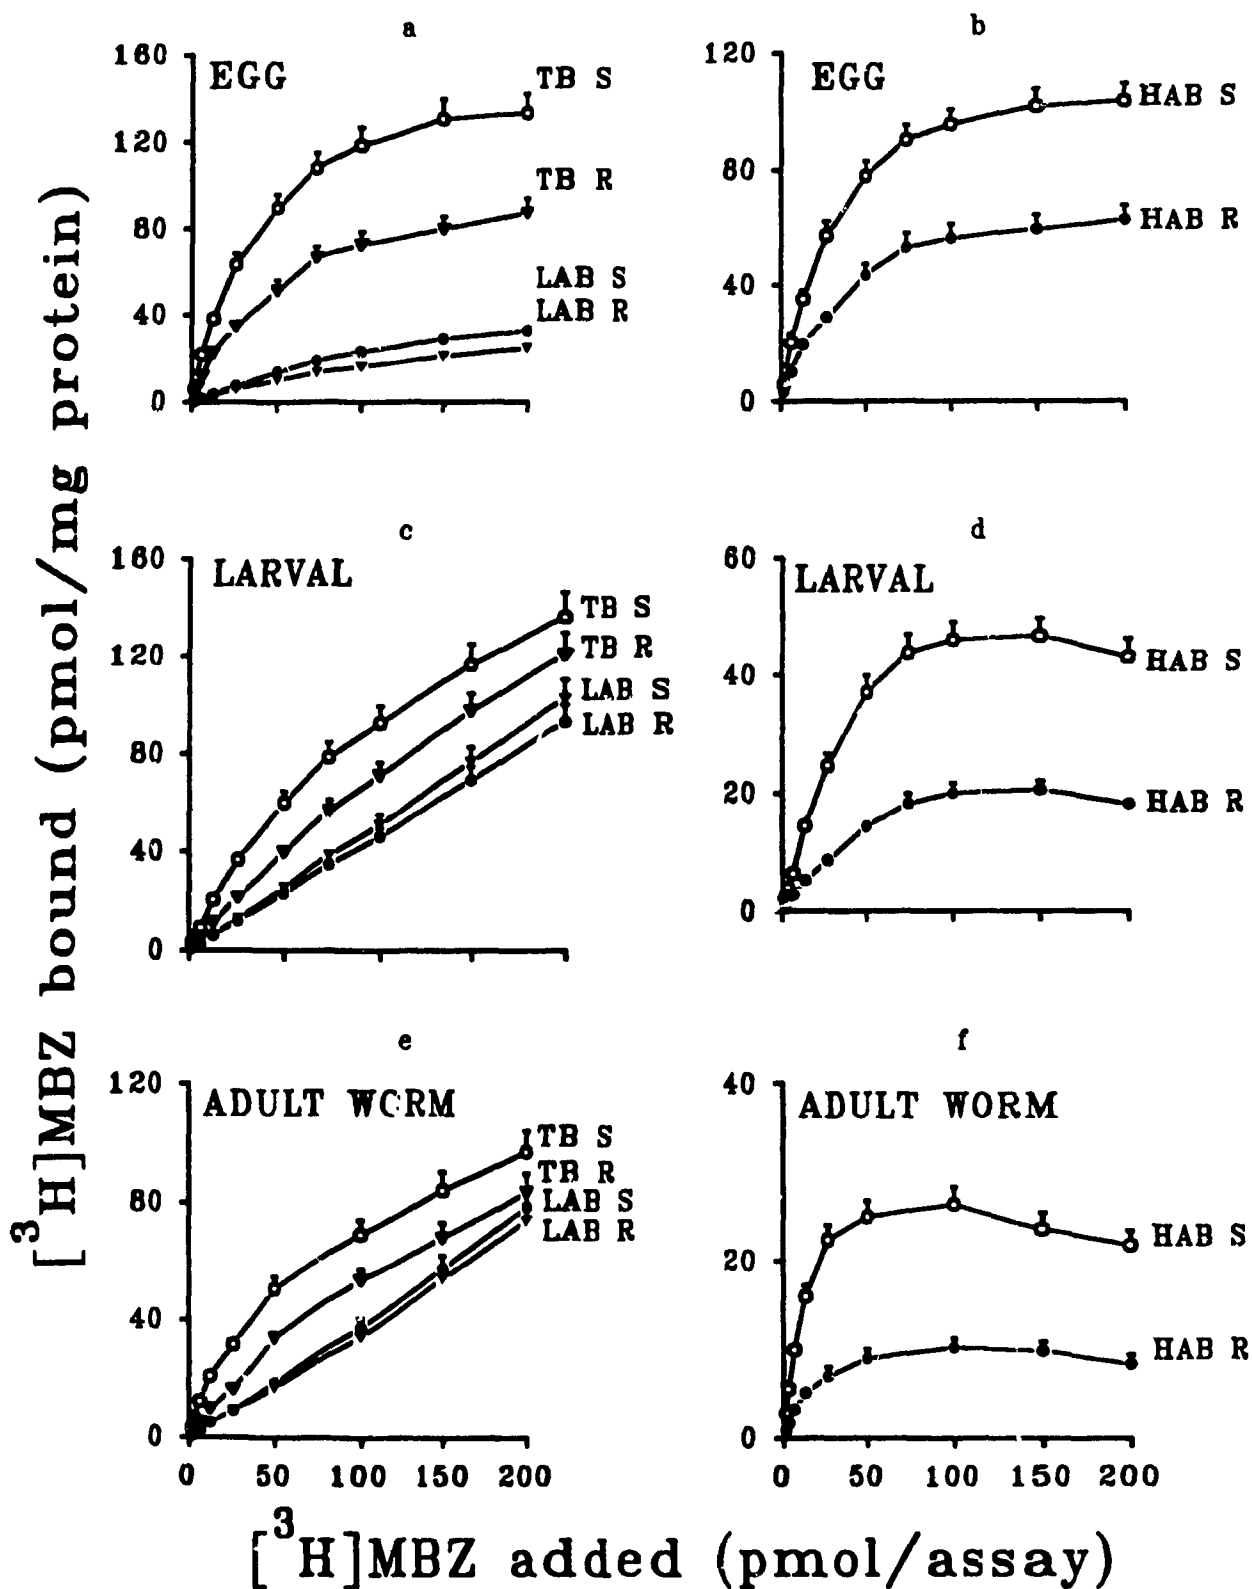 a
b
160
EGG
TB S
120
TB R
80
LAB S
40
LAB R
0
120
EGG
HAB S
80
HAB R
40
0
c
d
160
LARVAL
TB S
120
TB R
LAB S
80
LAB R
40
0
60
LARVAL
HAB S
40
20
HAB R
0
e
f
120
ADULT WORM
TB S
TB R
80
LAB S
LAB R
40
0
0 50 100 150 200
40
ADULT WORM
HAB S
20
HAB R
0
0 50 100 150 200
[³H]MBZ bound (pmol/mg protein)
[³H]MBZ added (pmol/assay)